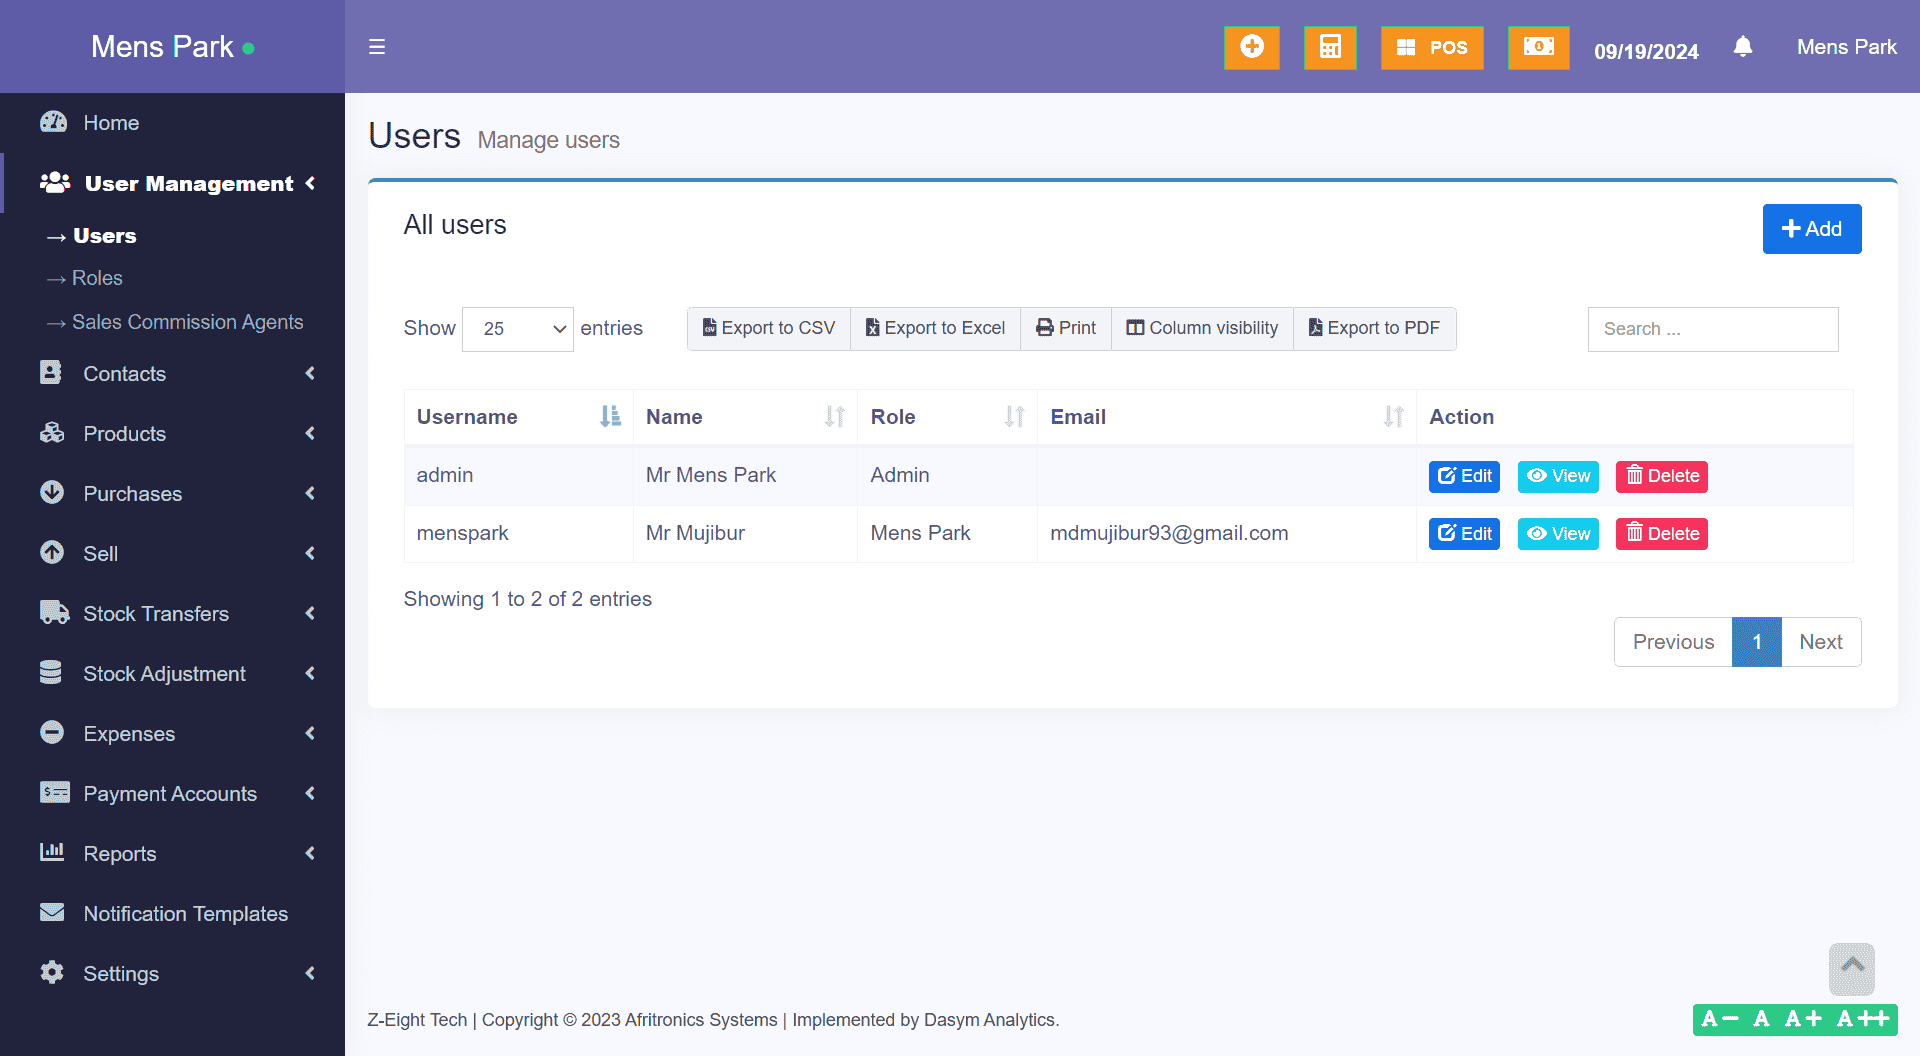 Mens Park
POS
09/19/2024
Mens Park
Home
User Management
→ Users
→ Roles
→ Sales Commission Agents
Contacts
Products
Purchases
Sell
Stock Transfers
Stock Adjustment
Expenses
Payment Accounts
Reports
Notification Templates
Settings
Users Manage users
All users
Add
Show 25 entries
Export to CSV Export to Excel Print Column visibility Export to PDF
Search ...
Username Name Role Email Action
admin Mr Mens Park Admin Edit View Delete
menspark Mr Mujibur Mens Park mdmujibur93@gmail.com Edit View Delete
Showing 1 to 2 of 2 entries
Previous 1 Next
Z-Eight Tech | Copyright © 2023 Afritronics Systems | Implemented by Dasym Analytics.
A− A A+ A++